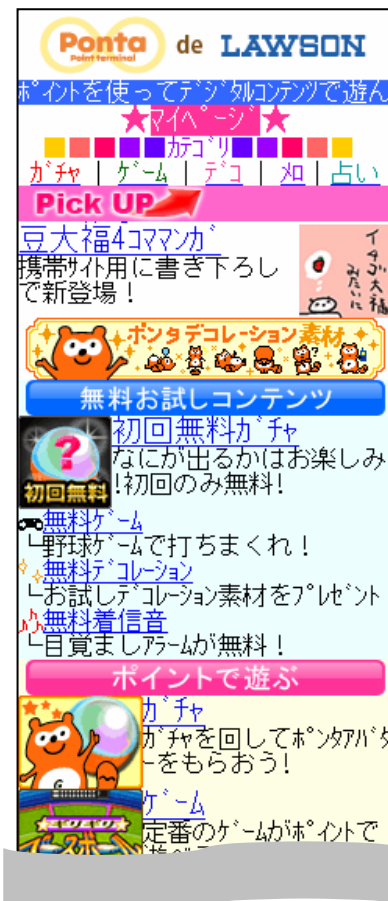 Ponta de LAWSON
Point terminal
ﾎﾟｲﾝﾄを使ってﾃﾞｼﾞﾀﾙｺﾝﾃﾝﾂで遊ん
★ﾏｲﾍﾟｰｼﾞ★
ｶﾃｺﾞﾘ
ｶﾞﾁｬ | ｹﾞｰﾑ | ﾃﾞｺ | ﾒﾛ | 占い
Pick UP
豆大福4ｺﾏﾏﾝｶﾞ
携帯ｻｲﾄ用に書き下ろし
で新登場！
イチゴ大福
みたいに
ポンタデコレーション素材
無料お試しコンテンツ
初回無料ｶﾞﾁｬ
なにが出るかはお楽しみ
!初回のみ無料!
?
初回無料
無料ｹﾞｰﾑ
└野球ｹﾞｰﾑで打ちまくれ！
無料ﾃﾞｺﾚｰｼｮﾝ
└お試しﾃﾞｺﾚｰｼｮﾝ素材をﾌﾟﾚｾﾞﾝﾄ
無料着信音
└目覚ましｱﾗｰﾑが無料！
ポイントで遊ぶ
ｶﾞﾁｬ
ｶﾞﾁｬを回してﾎﾟﾝﾀｱﾊﾞﾀ
ｰをもらおう!
ｹﾞｰﾑ
定番のｹﾞｰﾑがﾎﾟｲﾝﾄで